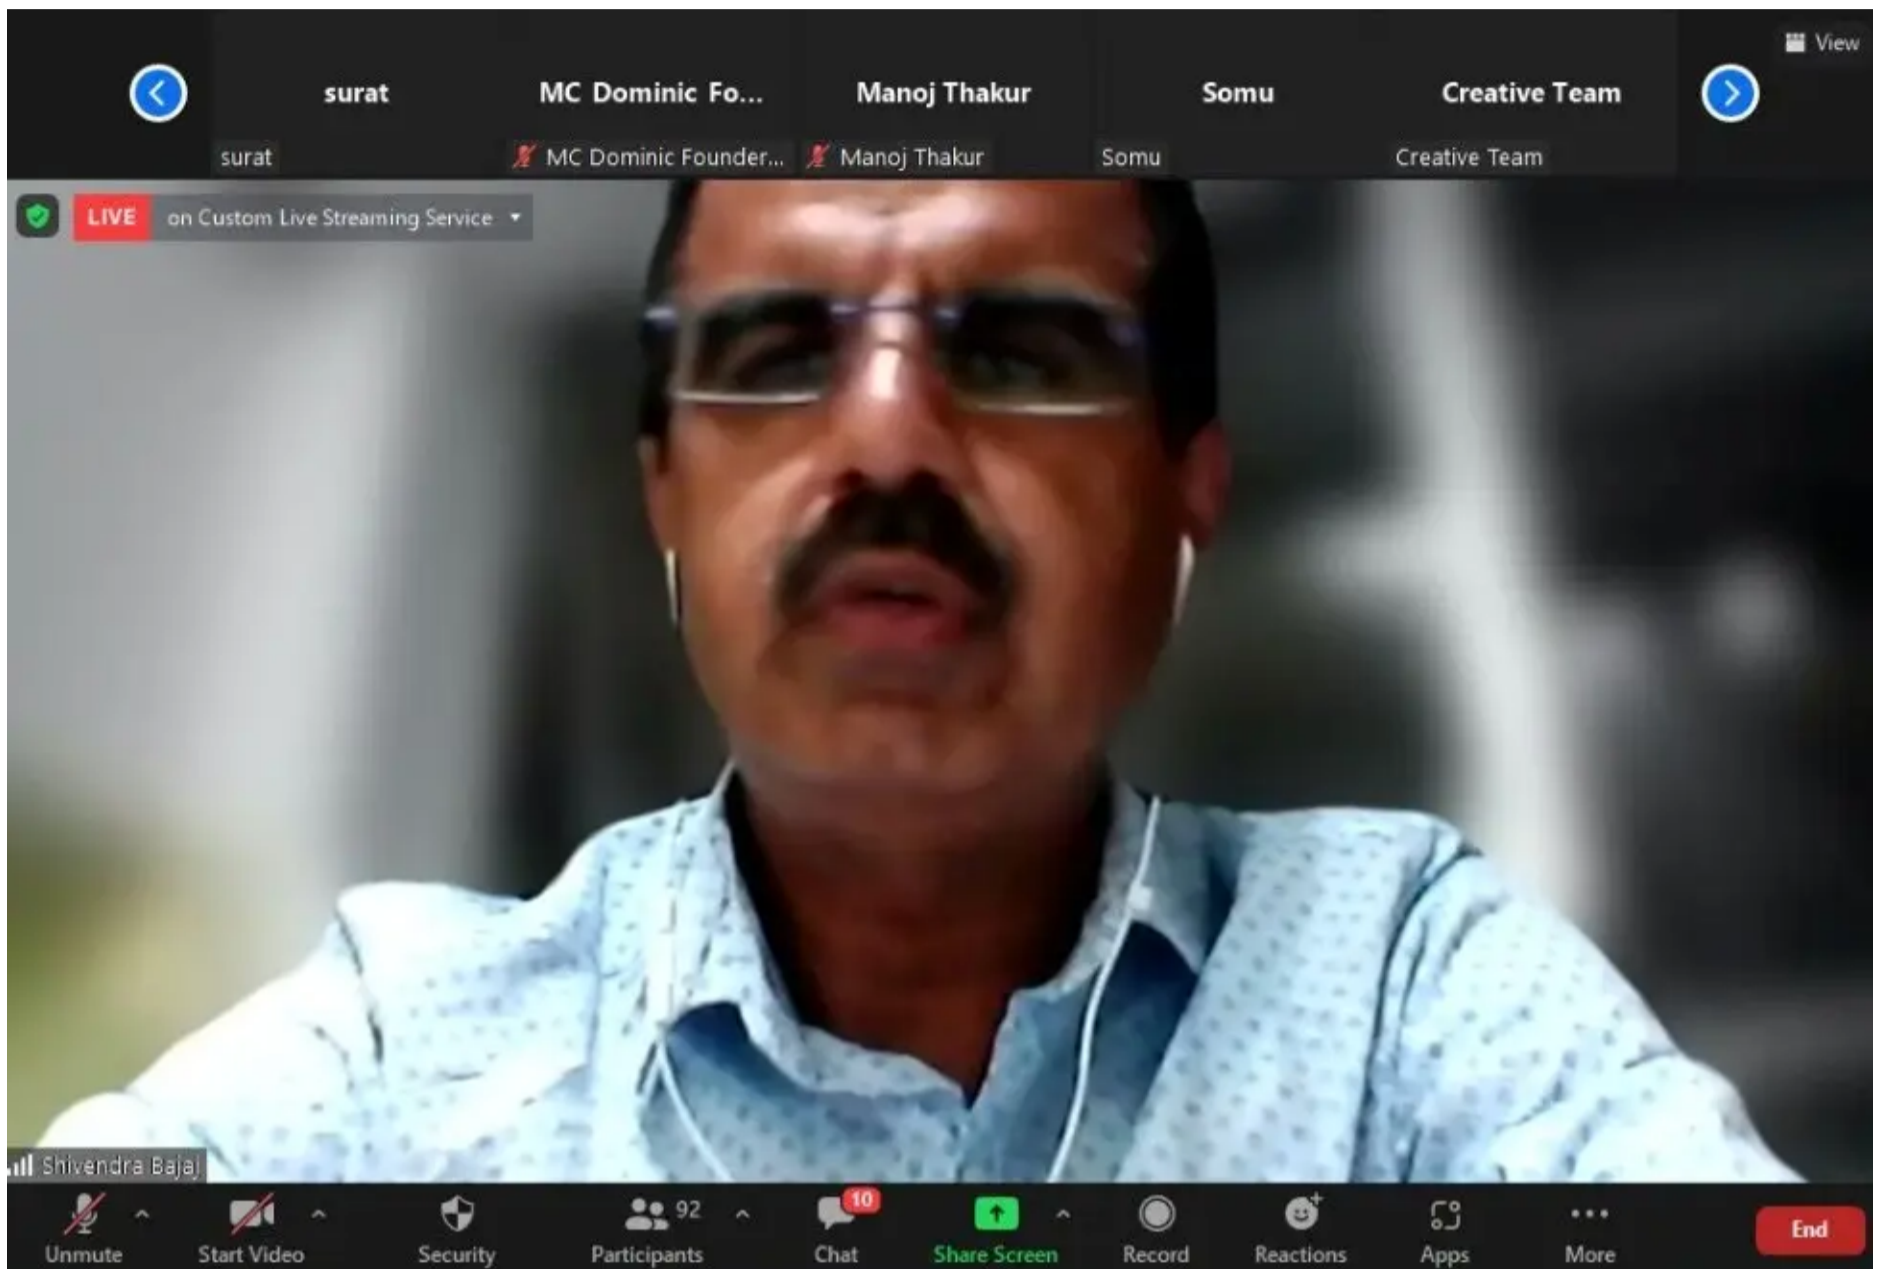 View
surat
MC Dominic Fo...
Manoj Thakur
Somu
Creative Team
surat
MC Dominic Founder...
Manoj Thakur
Somu
Creative Team
LIVE on Custom Live Streaming Service
Shivendra Bajaj
92
10
Unmute
Start Video
Security
Participants
Chat
Share Screen
Record
Reactions
Apps
More
End